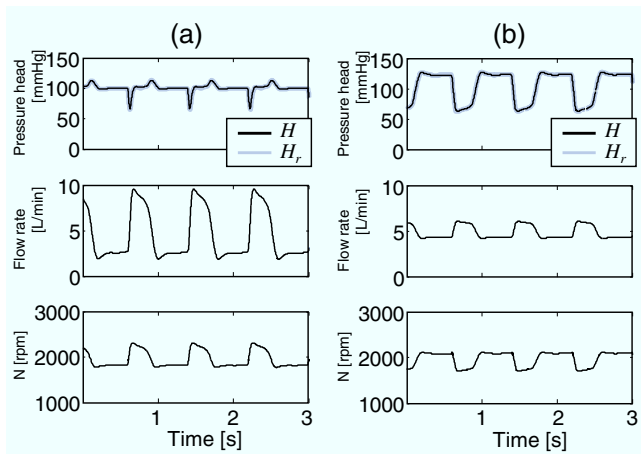 (a)
(b)
Pressure head
[mmHg]
150
100
50
0
H
H_r
Pressure head
[mmHg]
150
100
50
0
H
H_r
Flow rate
[L/min]
10
5
0
Flow rate
[L/min]
10
5
0
N [rpm]
3000
2000
1000
1
2
3
Time [s]
N [rpm]
3000
2000
1000
1
2
3
Time [s]